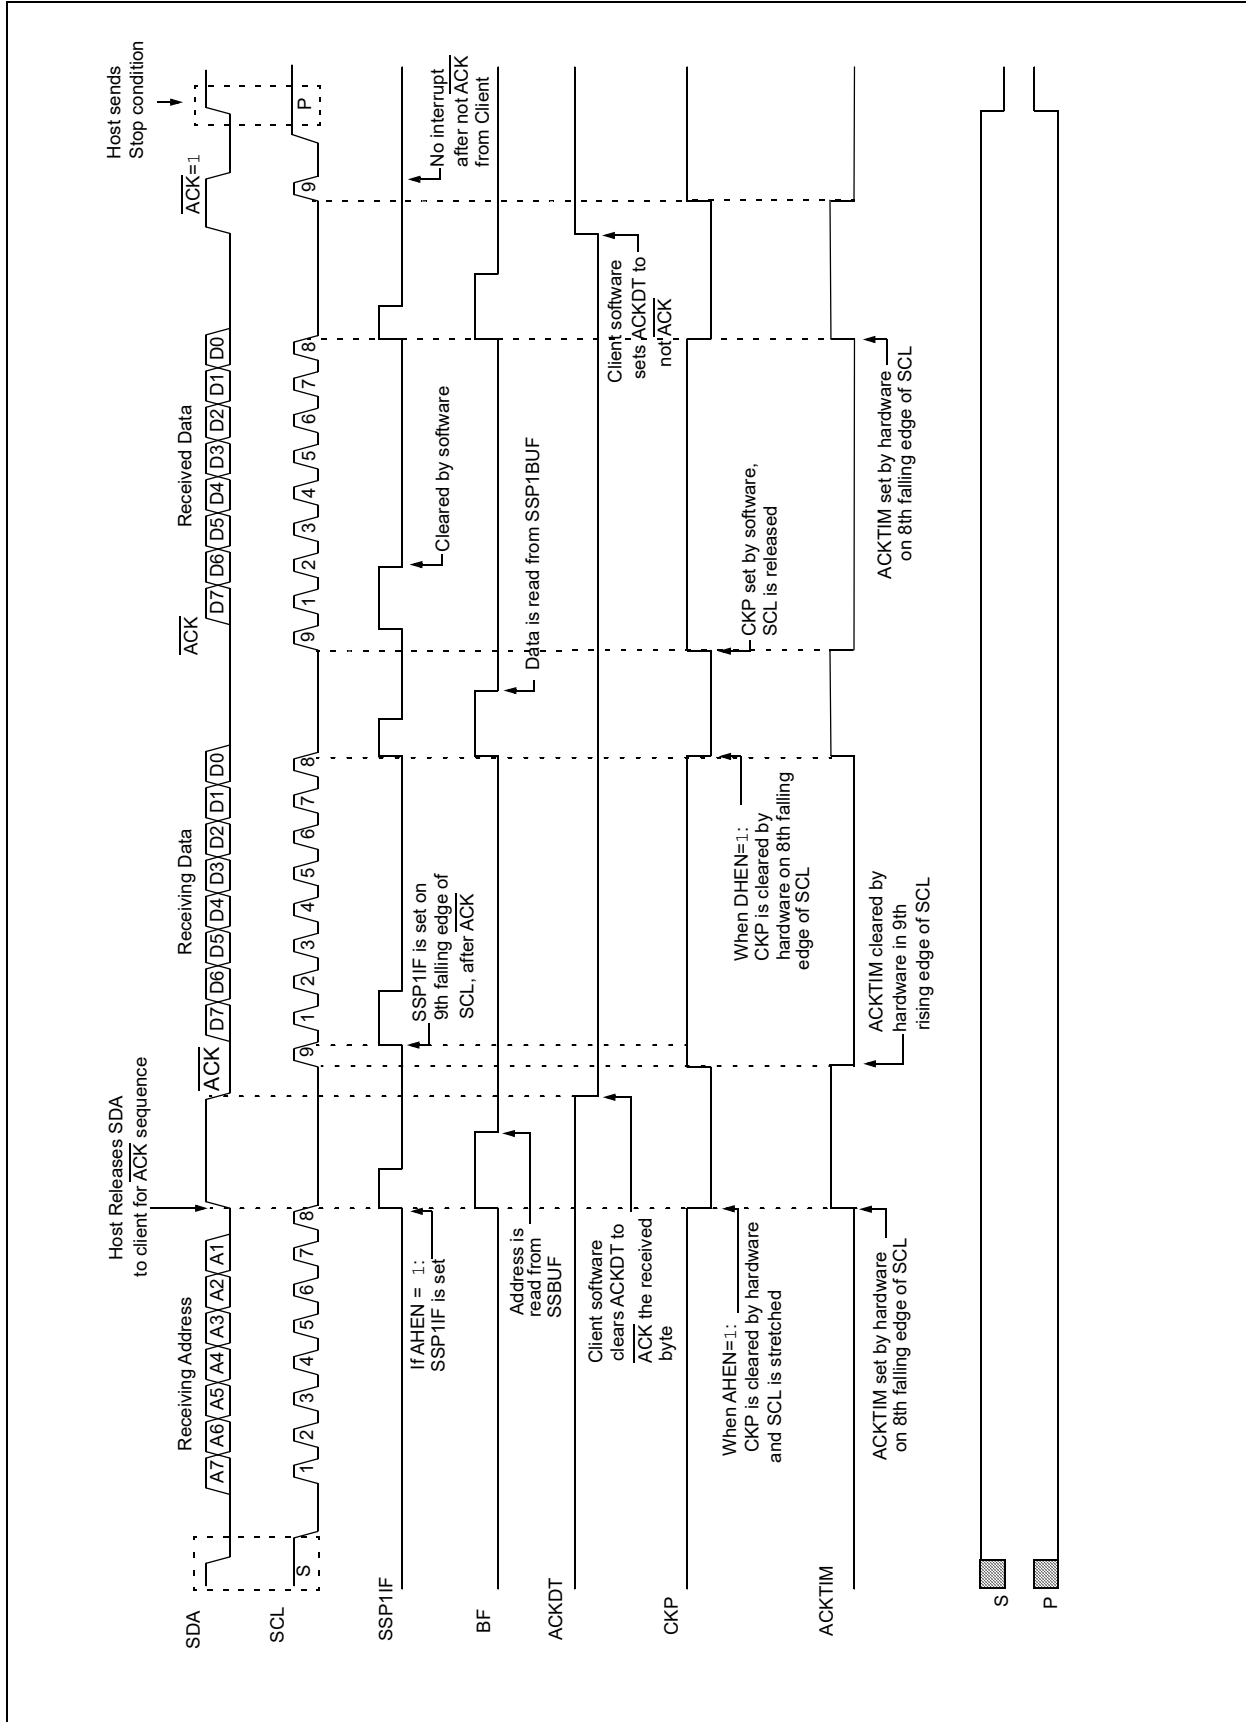 Host Releases SDA
to client for ACK sequence
Host sends
Stop condition
Receiving Address
Receiving Data
Received Data
ACK
ACK
ACK=1
SDA
A7 A6 A5 A4 A3 A2 A1
D7 D6 D5 D4 D3 D2 D1 D0
D7 D6 D5 D4 D3 D2 D1 D0
SCL
S
1 2 3 4 5 6 7 8 9
1 2 3 4 5 6 7 8 9
1 2 3 4 5 6 7 8 9
P
SSP1IF
If AHEN = 1:
SSP1IF is set
SSP1IF is set on
9th falling edge of
SCL, after ACK
Cleared by software
No interrupt
after not ACK
from Client
BF
Address is
read from
SSBUF
Data is read from SSP1BUF
ACKDT
Client software
clears ACKDT to
ACK the received
byte
Client software
sets ACKDT to
not ACK
CKP
When AHEN=1:
CKP is cleared by hardware
and SCL is stretched
When DHEN=1:
CKP is cleared by
hardware on 8th falling
edge of SCL
CKP set by software,
SCL is released
ACKTIM
ACKTIM set by hardware
on 8th falling edge of SCL
ACKTIM cleared by
hardware in 9th
rising edge of SCL
ACKTIM set by hardware
on 8th falling edge of SCL
S
P